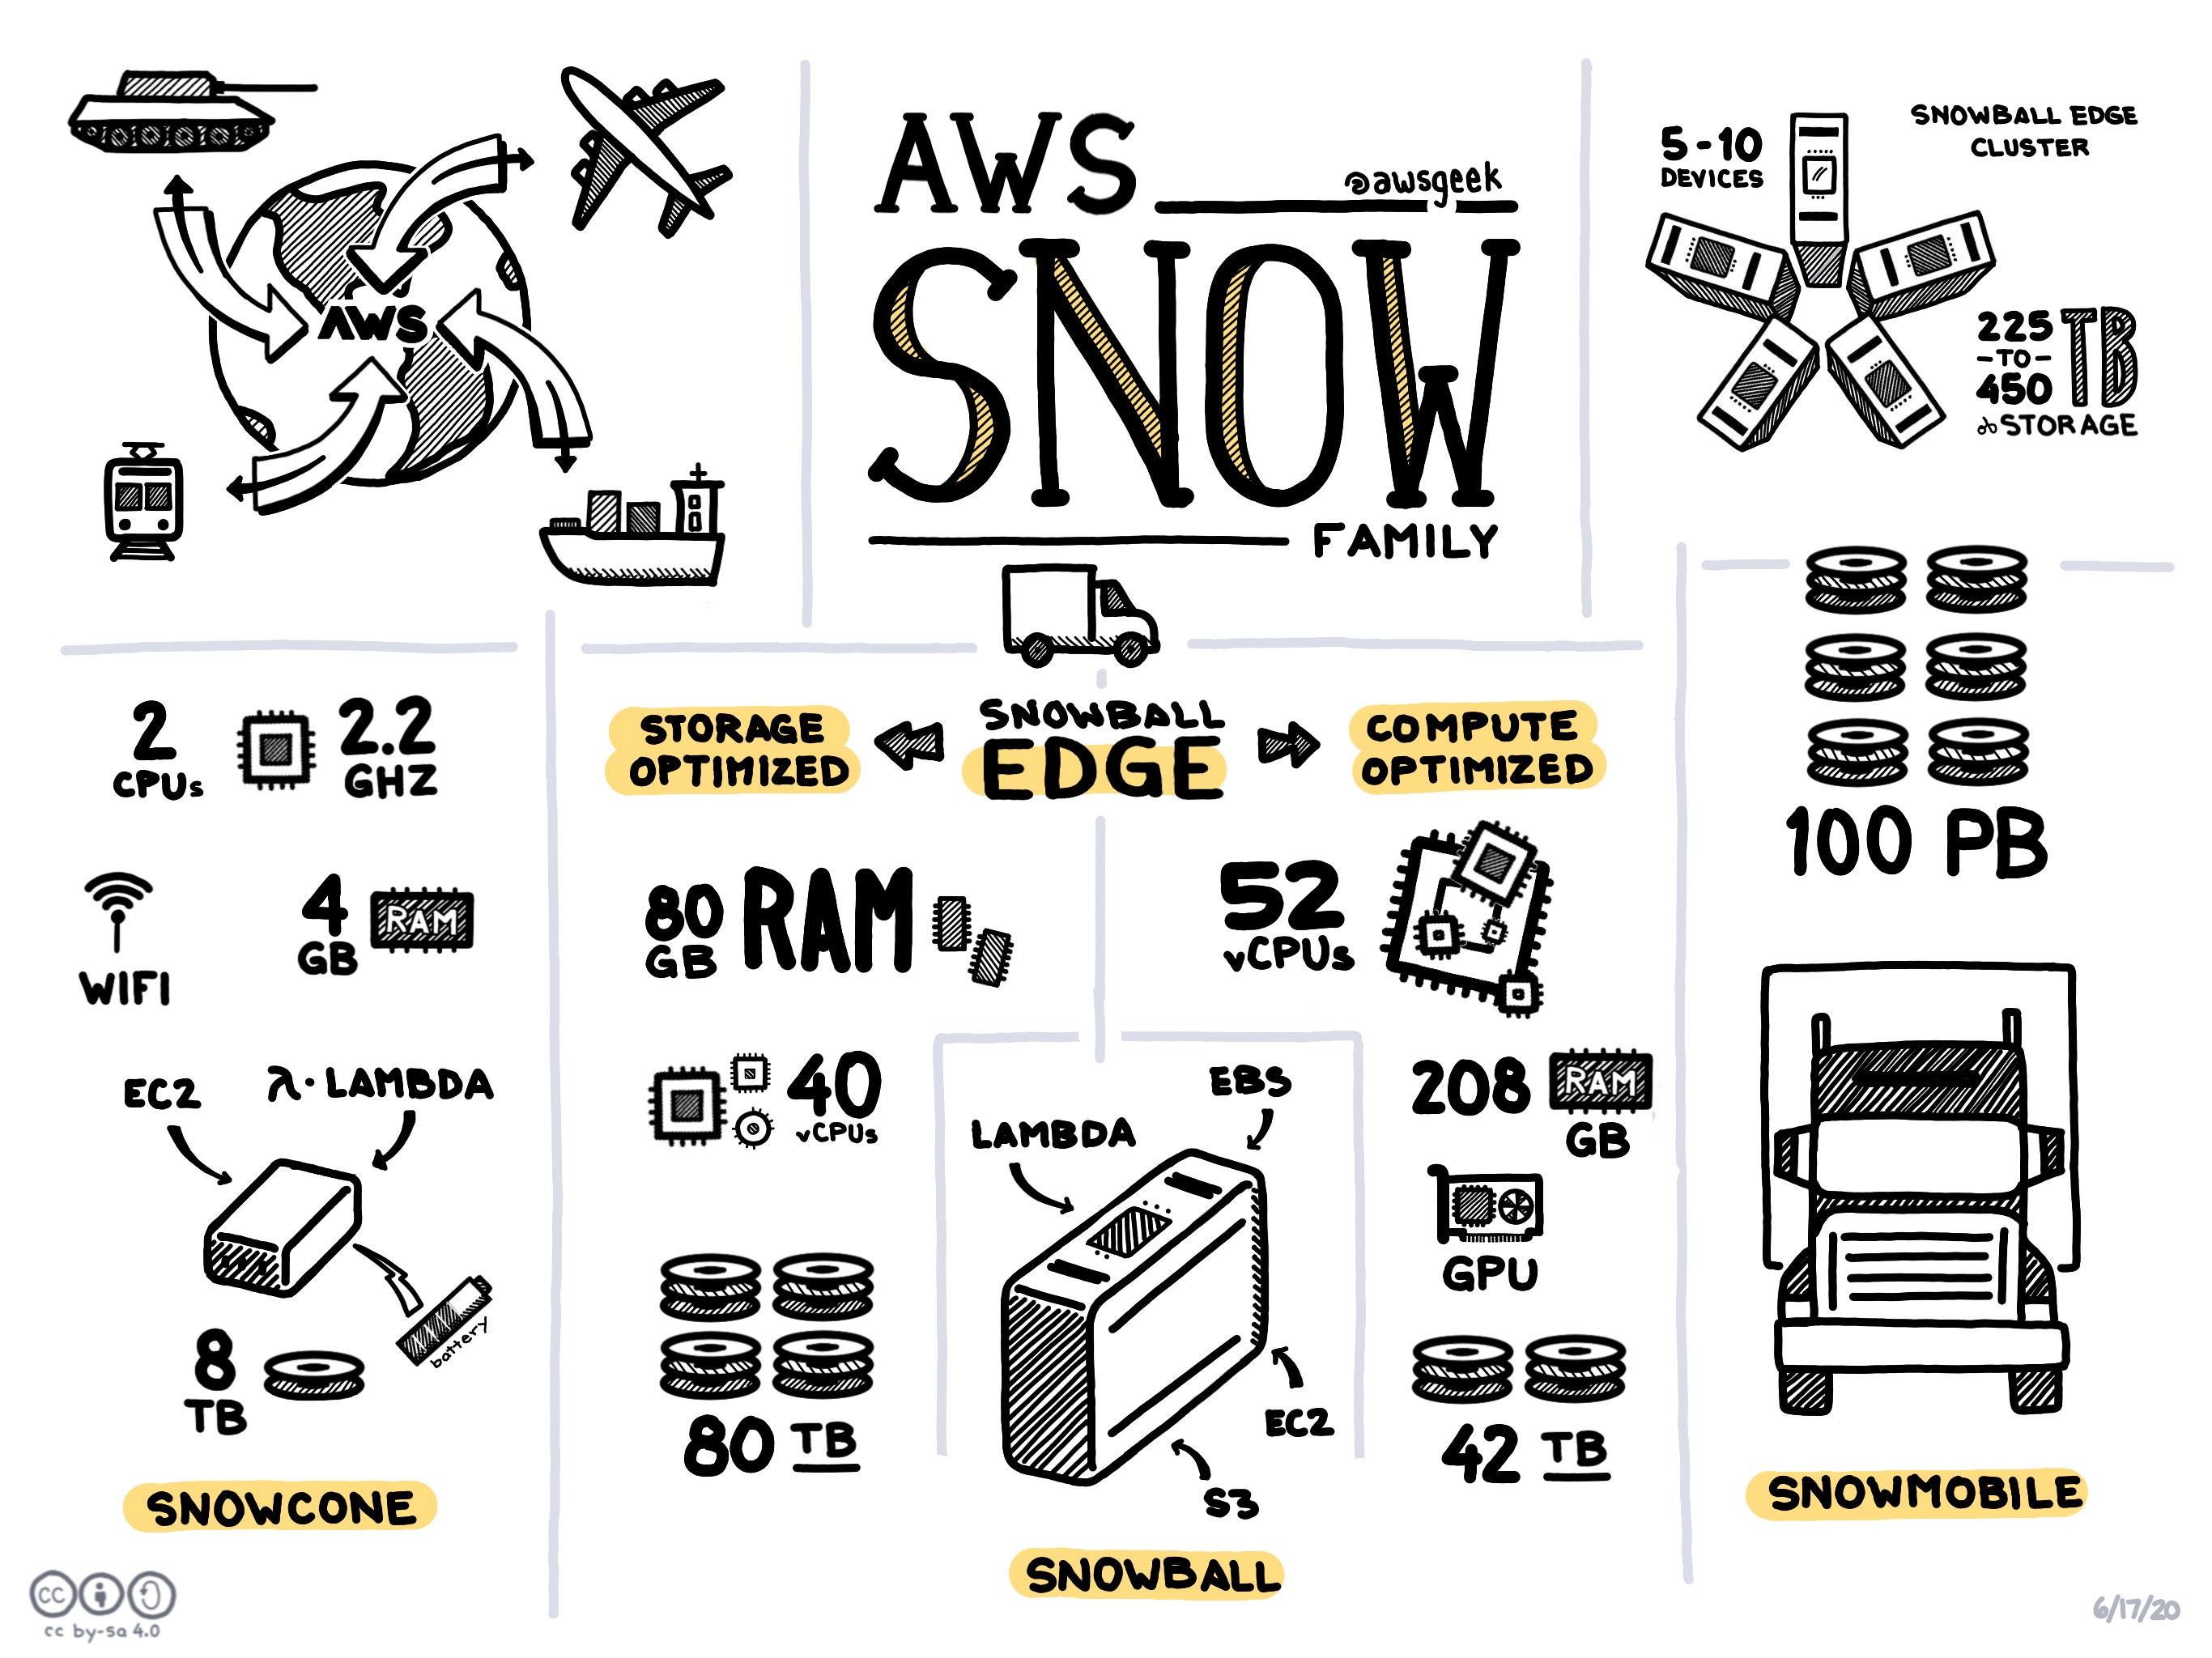 AWS
@awsgeek
SNOW
FAMILY
AWS
5-10
DEVICES
SNOWBALL EDGE
CLUSTER
225
-TO-
450
TB
of STORAGE
2
CPUs
2.2
GHZ
WIFI
4
GB
RAM
EC2
λ· LAMBDA
battery
8
TB
SNOWCONE
SNOWBALL
EDGE
STORAGE
OPTIMIZED
80
GB
RAM
40
vCPUs
80 TB
COMPUTE
OPTIMIZED
52
vCPUs
208
RAM
GB
GPU
42 TB
LAMBDA
EBS
EC2
S3
SNOWBALL
100 PB
SNOWMOBILE
cc
cc by-sa 4.0
6/17/20